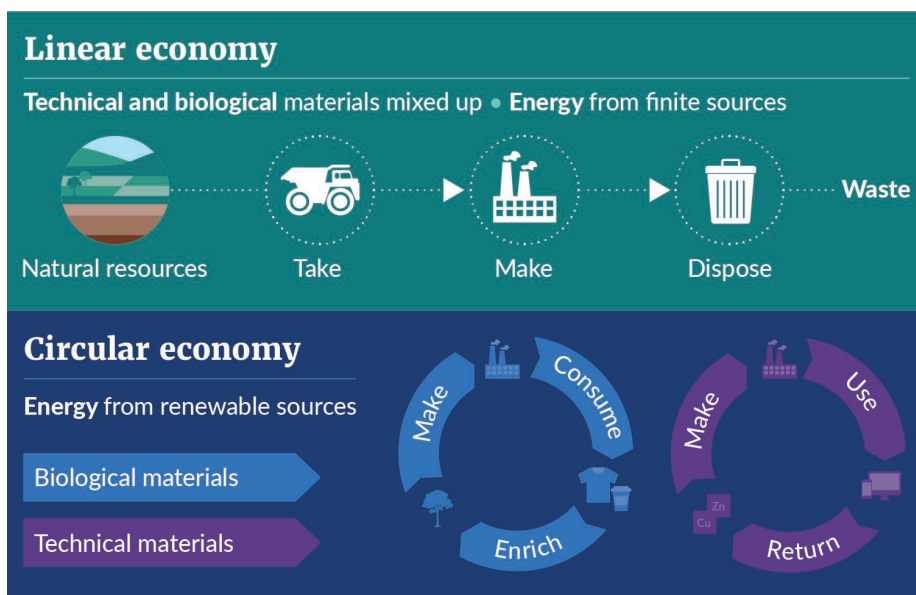 Linear economy
Technical and biological materials mixed up • Energy from finite sources
Waste
Natural resources
Take
Make
Dispose
Circular economy
Energy from renewable sources
Biological materials
Technical materials
Make
Consume
Enrich
Make
Use
Return
Zn
Cu